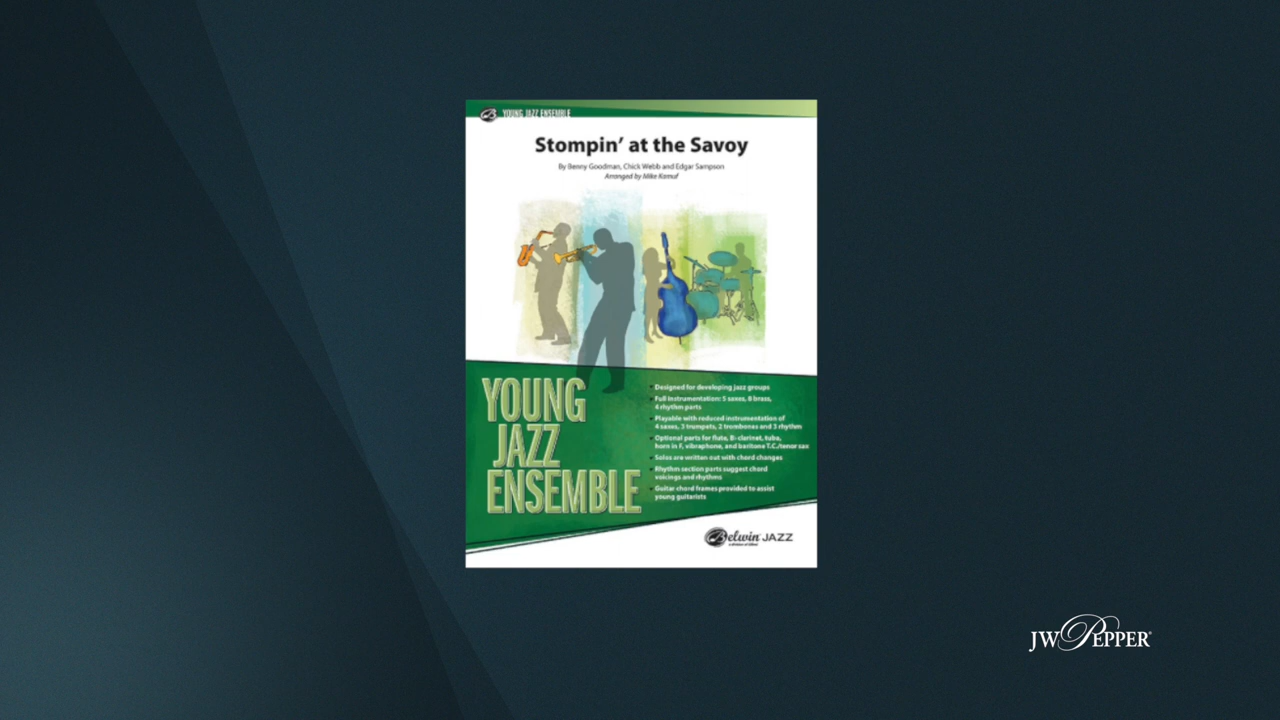 YOUNG JAZZ ENSEMBLE
Stompin’ at the Savoy
By Benny Goodman, Chick Webb and Edgar Sampson
Arranged by Mike Kamuf
YOUNG
JAZZ
ENSEMBLE
• Designed for developing jazz groups
• Full instrumentation: 5 saxes, 8 brass,
4 rhythm parts
• Playable with reduced instrumentation of
4 saxes, 3 trumpets, 2 trombones and 3 rhythm
• Optional parts for flute, B♭ clarinet, tuba,
horn in F, vibraphone, and baritone T.C./tenor sax
• Solos are written out with chord changes
• Rhythm section parts suggest chord
voicings and rhythms
• Guitar chord frames provided to assist
young guitarists
Belwin JAZZ
a division of Alfred
JW PEPPER®